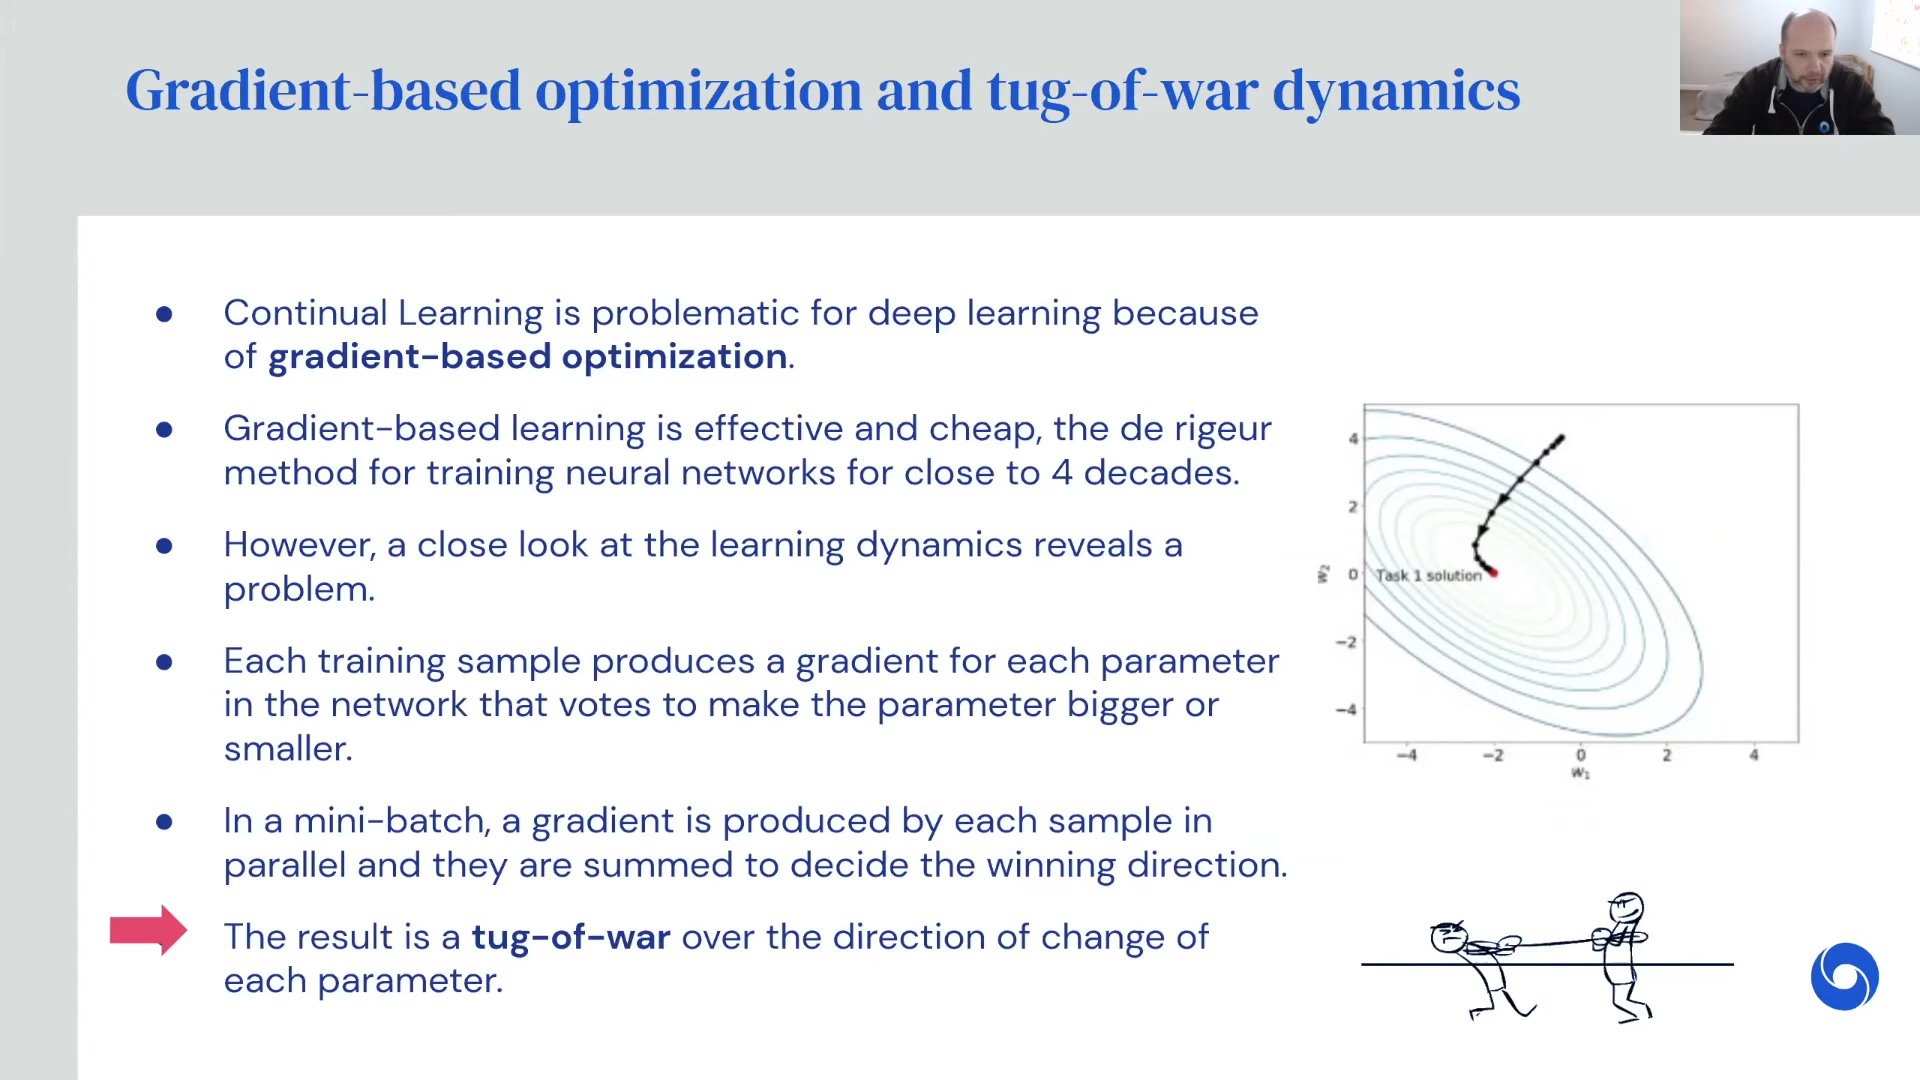 Gradient-based optimization and tug-of-war dynamics
● Continual Learning is problematic for deep learning because
of gradient-based optimization.
● Gradient-based learning is effective and cheap, the de rigeur
method for training neural networks for close to 4 decades.
● However, a close look at the learning dynamics reveals a
problem.
● Each training sample produces a gradient for each parameter
in the network that votes to make the parameter bigger or
smaller.
● In a mini-batch, a gradient is produced by each sample in
parallel and they are summed to decide the winning direction.
The result is a tug-of-war over the direction of change of
each parameter.
4
2
0
−2
−4
w₂
Task 1 solution
−4 −2 0 2 4
w₁